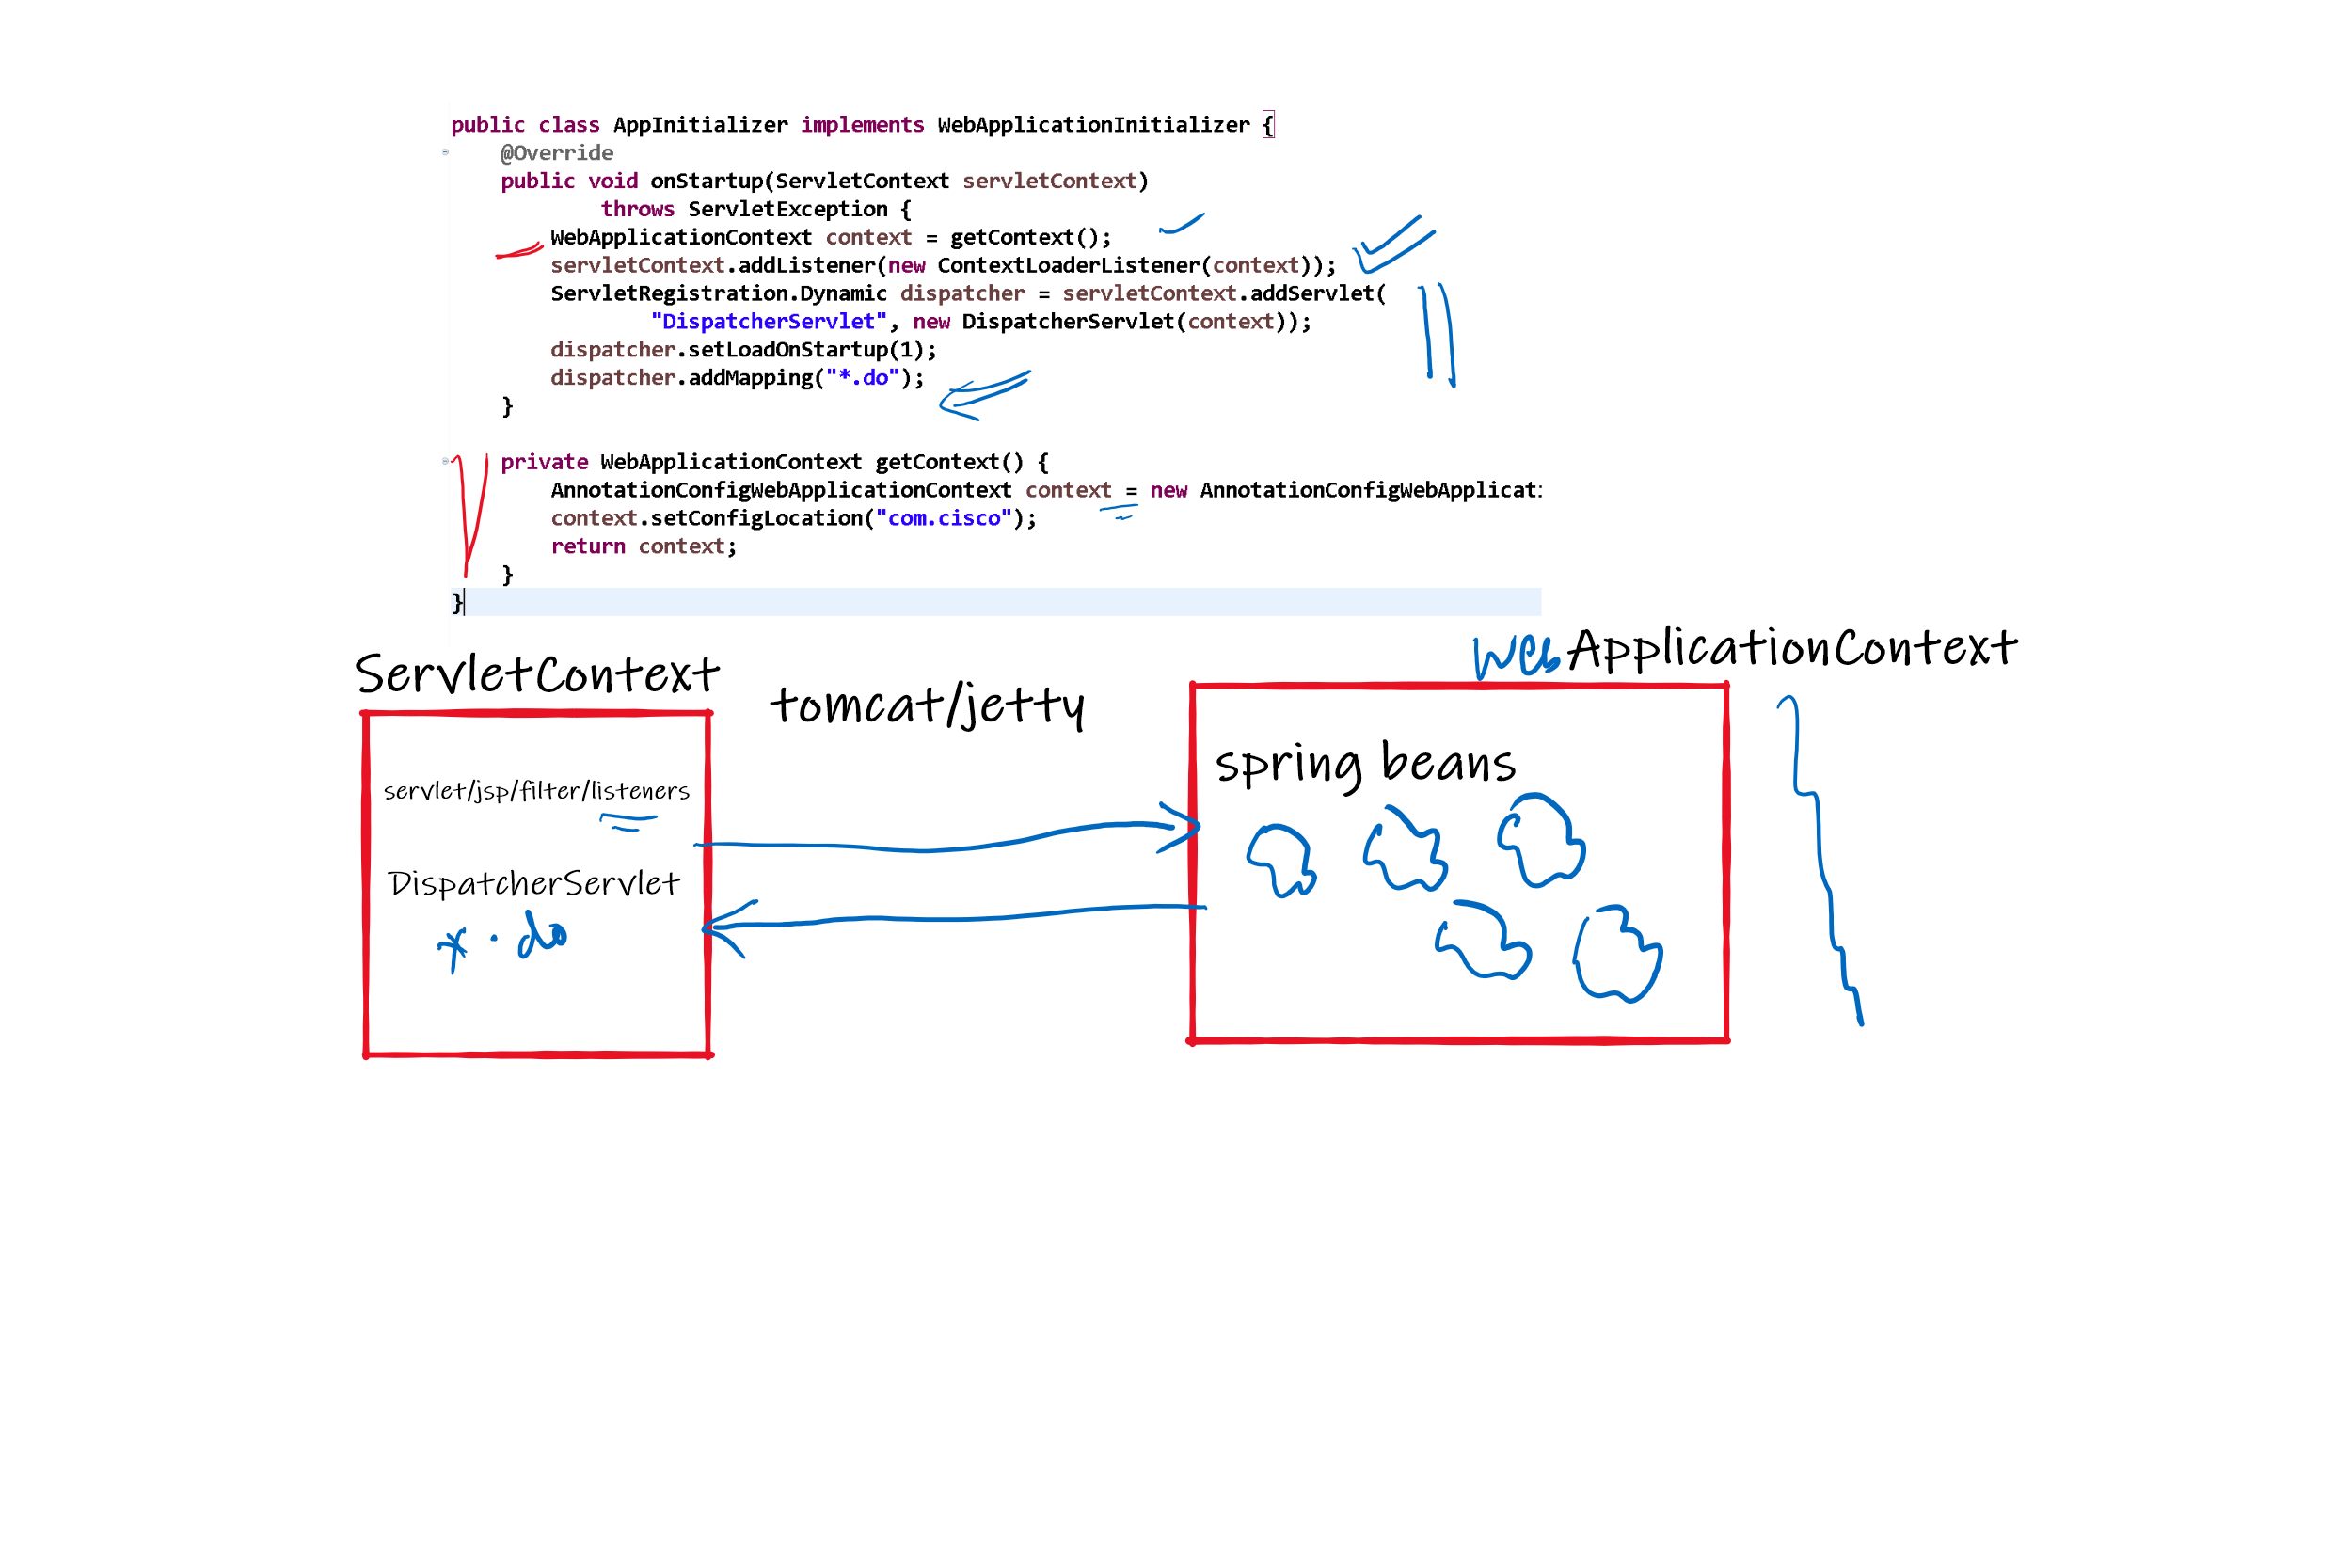 public class AppInitializer implements WebApplicationInitializer {
@Override
public void onStartup(ServletContext servletContext)
throws ServletException {
WebApplicationContext context = getContext();
servletContext.addListener(new ContextLoaderListener(context));
ServletRegistration.Dynamic dispatcher = servletContext.addServlet(
"DispatcherServlet", new DispatcherServlet(context));
dispatcher.setLoadOnStartup(1);
dispatcher.addMapping("*.do");
}
private WebApplicationContext getContext() {
AnnotationConfigWebApplicationContext context = new AnnotationConfigWebApplicat
context.setConfigLocation("com.cisco");
return context;
}
}
ServletContext
tomcat/jetty
WebApplicationContext
servlet/jsp/filter/listeners
DispatcherServlet
*.do
spring beans